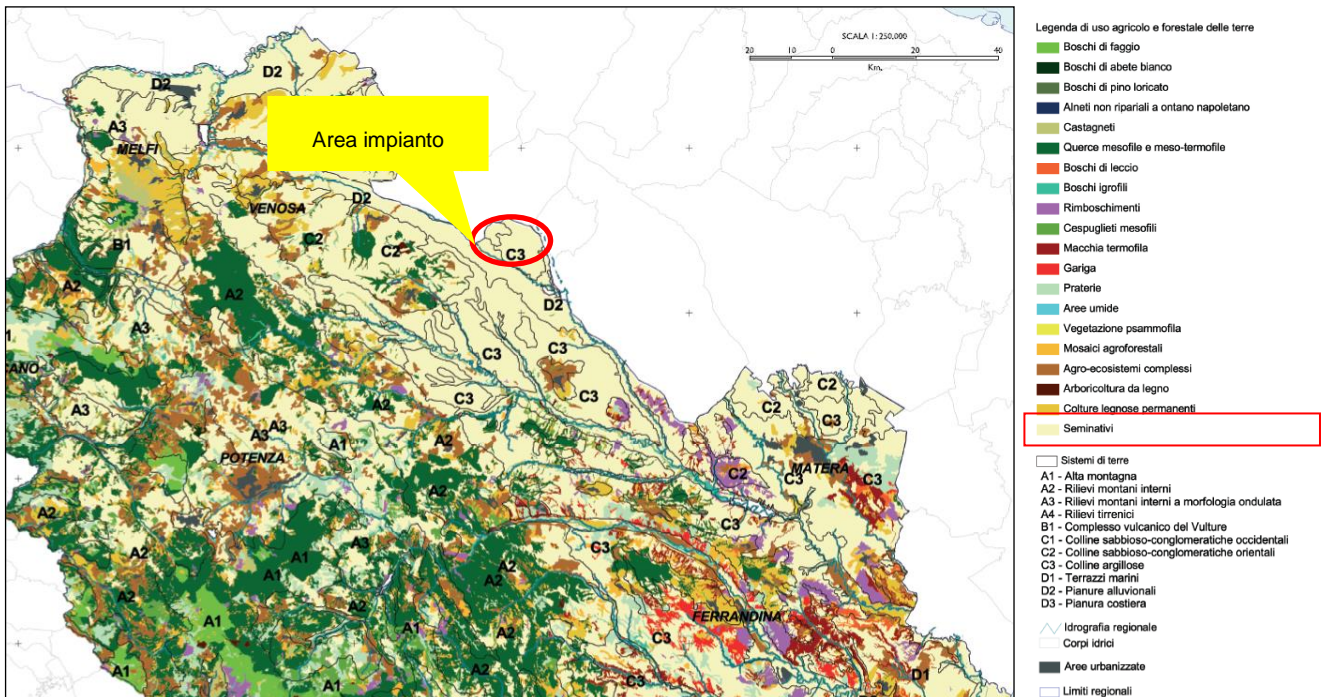 SCALA 1:250.000
20 10 0 20 40
Km.
D2
D2
A3
MELFI
Area impianto
VENOSA
D2
B1
C2
C2
C3
A2
A2
A3
D2
C3
C3
CANO
A3
C3
C3
A2
A3
A3
A1
A2
POTENZA
C2
C2
C3
MATERA
C2
C3
C3
A2
A2
C3
A1
A3
C3
A1
A2
A2
A2
A2
A2
FERRANDINA
A1
A1
A2
C3
A1
A1
A2
C3
D1
Legenda di uso agricolo e forestale delle terre
Boschi di faggio
Boschi di abete bianco
Boschi di pino loricato
Alneti non ripariali a ontano napoletano
Castagneti
Querce mesofile e meso-termofile
Boschi di leccio
Boschi igrofili
Rimboschimenti
Cespuglieti mesofili
Macchia termofila
Gariga
Praterie
Aree umide
Vegetazione psammofila
Mosaici agroforestali
Agro-ecosistemi complessi
Arboricoltura da legno
Colture legnose permanenti
Seminativi
Sistemi di terre
A1 - Alta montagna
A2 - Rilievi montani interni
A3 - Rilievi montani interni a morfologia ondulata
A4 - Rilievi tirrenici
B1 - Complesso vulcanico del Vulture
C1 - Colline sabbioso-conglomeratiche occidentali
C2 - Colline sabbioso-conglomeratiche orientali
C3 - Colline argillose
D1 - Terrazzi marini
D2 - Pianure alluvionali
D3 - Pianura costiera
Idrografia regionale
Corpi idrici
Aree urbanizzate
Limiti regionali